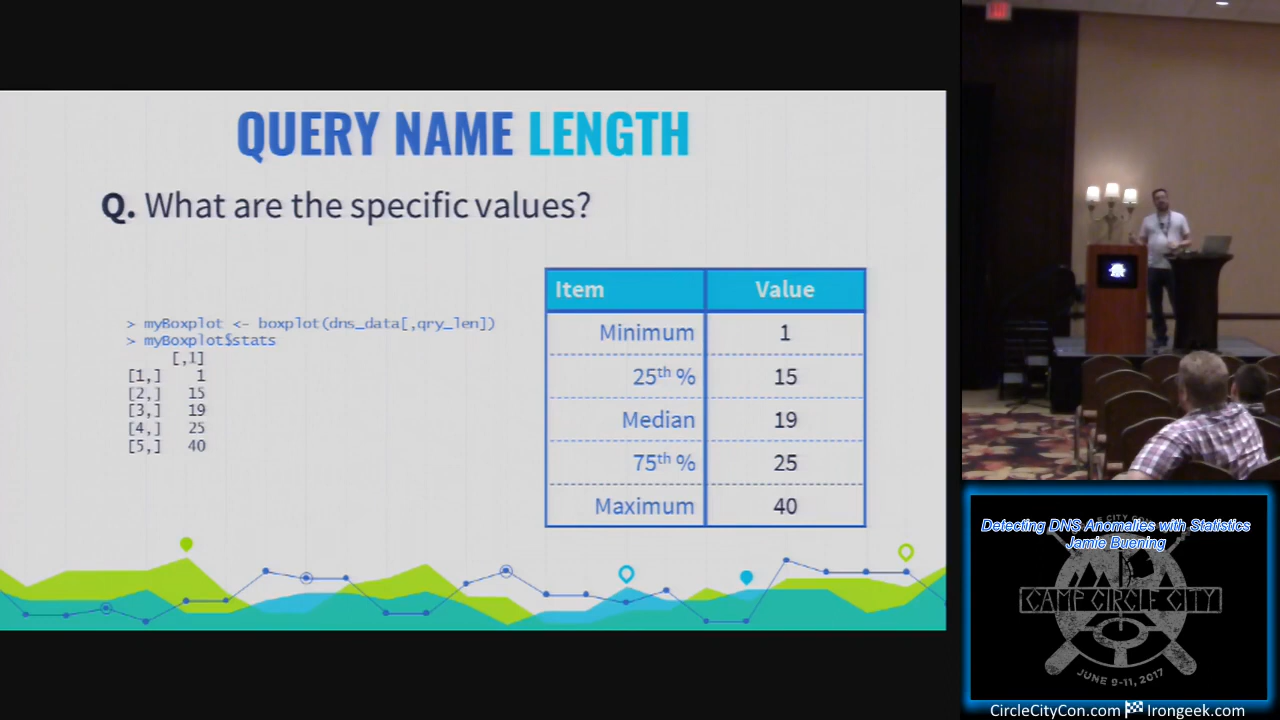 QUERY NAME LENGTH
Q. What are the specific values?
> myBoxplot <- boxplot(dns_data[,qry_len])
> myBoxplot$stats
[,1]
[1,] 1
[2,] 15
[3,] 19
[4,] 25
[5,] 40
Item Value
Minimum 1
25th % 15
Median 19
75th % 25
Maximum 40
Detecting DNS Anomalies with Statistics
Jamie Buening
CAMP CIRCLE CITY
JUNE 9-11, 2017
CircleCityCon.com Irongeek.com